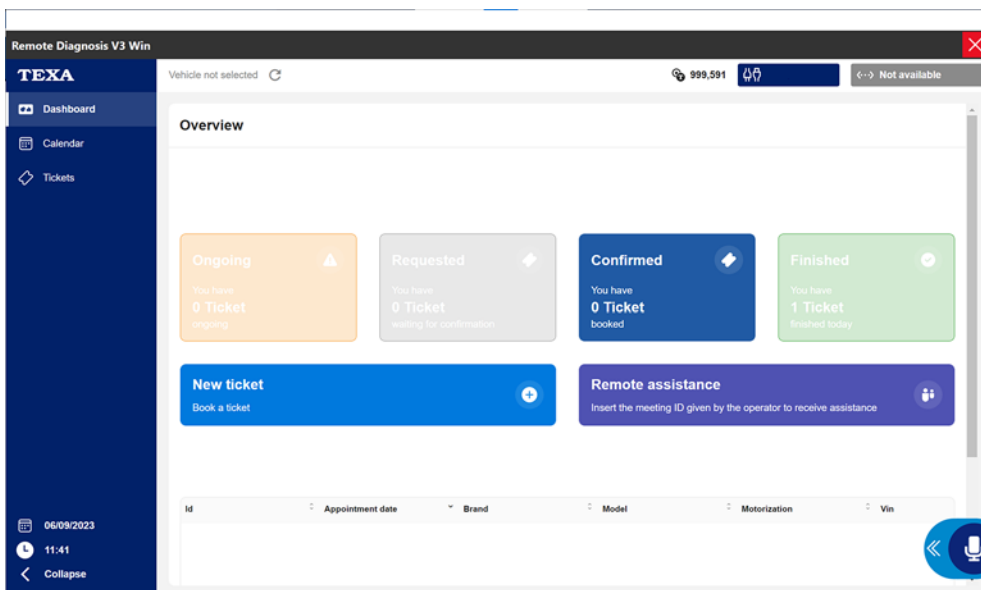 Remote Diagnosis V3 Win
TEXA
Vehicle not selected
999,591
Not available
Dashboard
Calendar
Tickets
Overview
Ongoing
You have
0 Ticket
ongoing
Requested
You have
0 Ticket
waiting for confirmation
Confirmed
You have
0 Ticket
booked
Finished
You have
1 Ticket
finished today
New ticket
Book a ticket
Remote assistance
Insert the meeting ID given by the operator to receive assistance
Id Appointment date Brand Model Motorization Vin
06/09/2023
11:41
Collapse